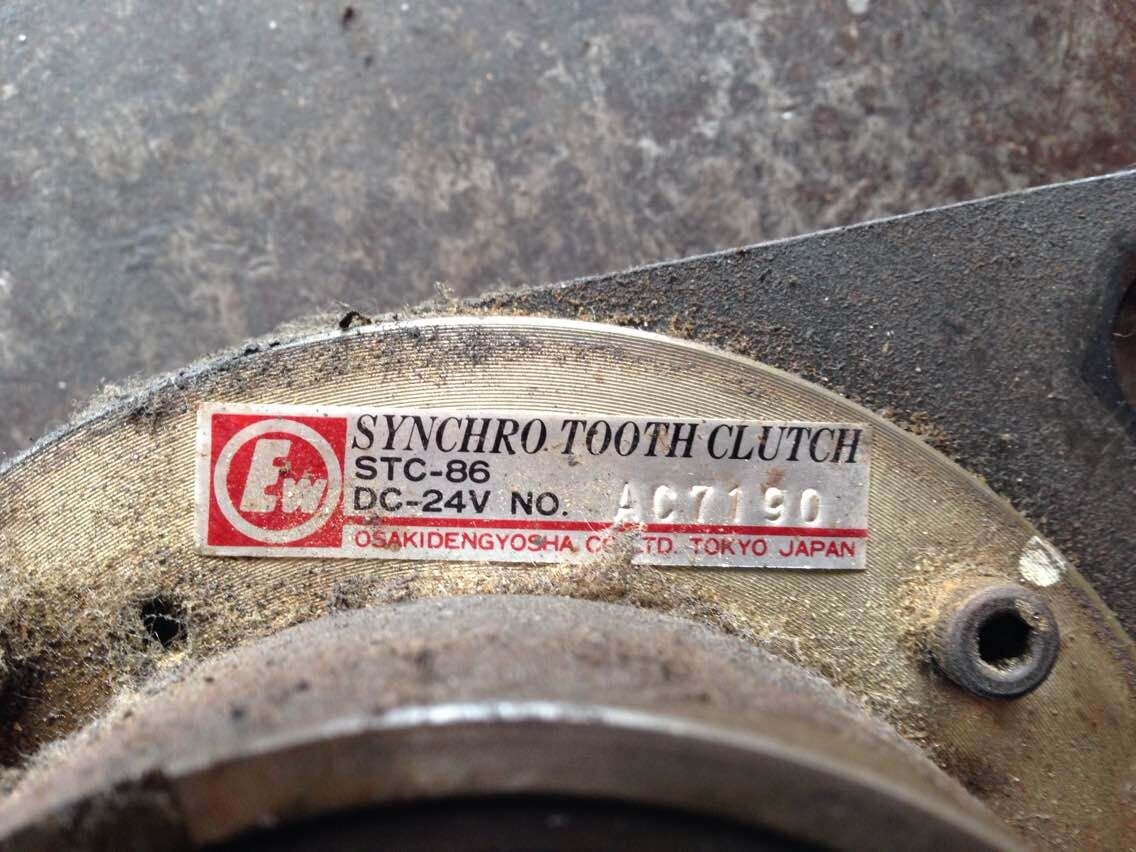 Ew
SYNCHRO TOOTH CLUTCH
STC-86
DC-24V NO. AC7190
OSAKIDENGYOSHA CO. LTD. TOKYO JAPAN